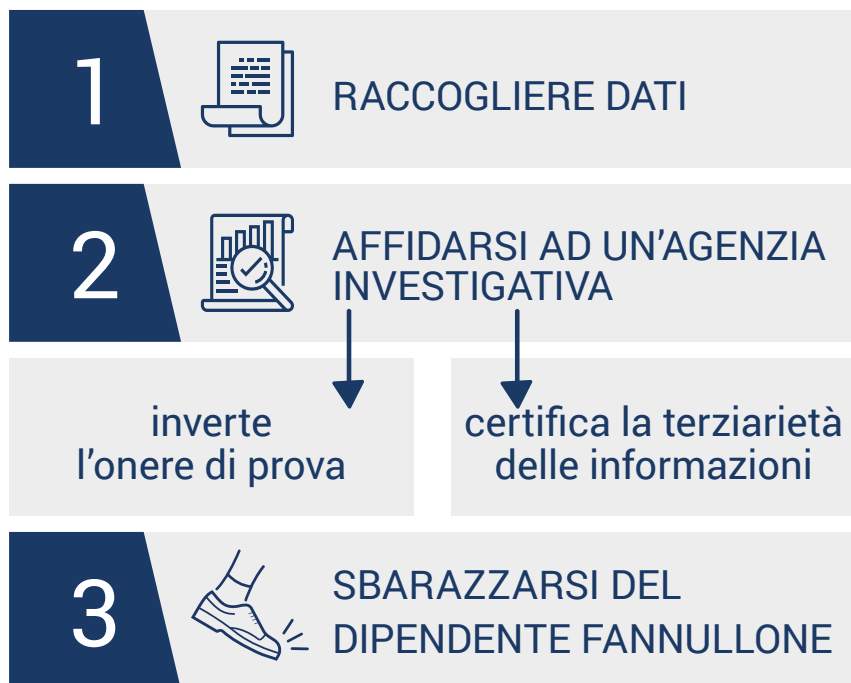 1
RACCOGLIERE DATI
2
AFFIDARSI AD UN’AGENZIA
INVESTIGATIVA
inverte
l’onere di prova
certifica la terziarietà
delle informazioni
3
SBARAZZARSI DEL
DIPENDENTE FANNULLONE